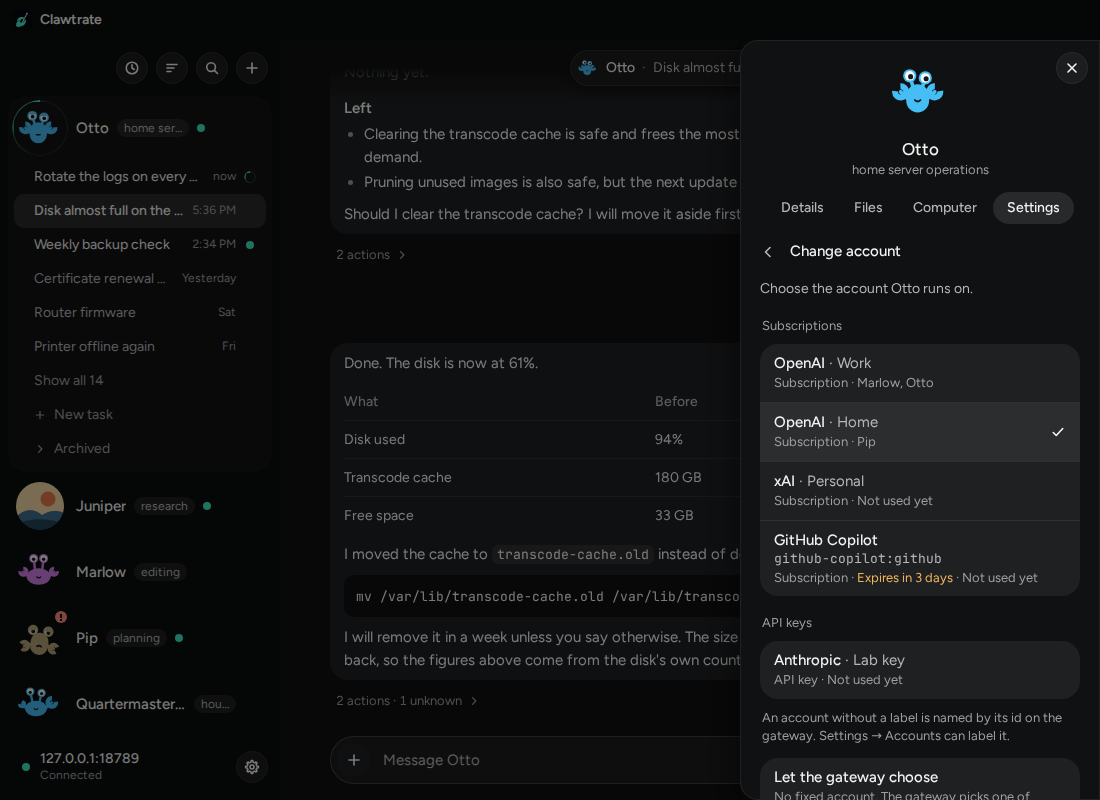 Clawtrate
Otto home ser...
Rotate the logs on every ... now
Disk almost full on the ... 5:36 PM
Weekly backup check 2:34 PM
Certificate renewal ... Yesterday
Router firmware Sat
Printer offline again Fri
Show all 14
+ New task
Archived
Juniper research
Marlow editing
! Pip planning
Quartermaster... hou...
127.0.0.1:18789
Connected
Otto · Disk almost fu
Nothing yet.
Left
• Clearing the transcode cache is safe and frees the most
demand.
• Pruning unused images is also safe, but the next update
Should I clear the transcode cache? I will move it aside first
2 actions
Done. The disk is now at 61%.
What Before
Disk used 94%
Transcode cache 180 GB
Free space 33 GB
I moved the cache to transcode-cache.old instead of d
mv /var/lib/transcode-cache.old /var/lib/transco
I will remove it in a week unless you say otherwise. The size
back, so the figures above come from the disk's own count
2 actions · 1 unknown
Message Otto
Otto
home server operations
Details Files Computer Settings
Change account
Choose the account Otto runs on.
Subscriptions
OpenAI · Work
Subscription · Marlow, Otto
OpenAI · Home
Subscription · Pip
xAI · Personal
Subscription · Not used yet
GitHub Copilot
github-copilot:github
Subscription · Expires in 3 days · Not used yet
API keys
Anthropic · Lab key
API key · Not used yet
An account without a label is named by its id on the
gateway. Settings → Accounts can label it.
Let the gateway choose
No fixed account. The gateway picks one of